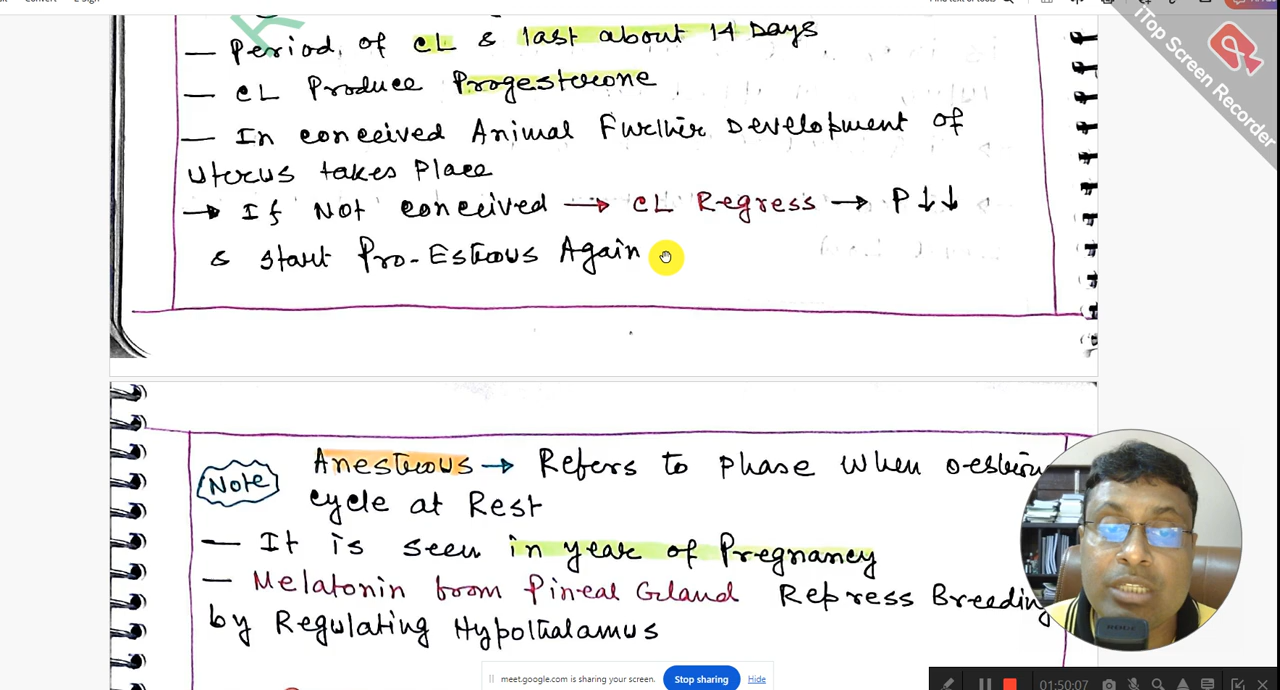 — Period of CL & last about 14 Days
— CL Produce Progesterone
— In conceived Animal Further Development of
Uterus takes Place
→ If Not conceived → CL Regress → P↓↓
& start Pro-Estrous Again
Note
Anestrous → Refers to phase when
cycle at Rest
— It is seen in year of Pregnancy
— Melatonin from Pineal Gland Repress Breeding
by Regulating Hypothalamus
iTop Screen Recorder
meet.google.com is sharing your screen.
Stop sharing
Hide
01:50:07